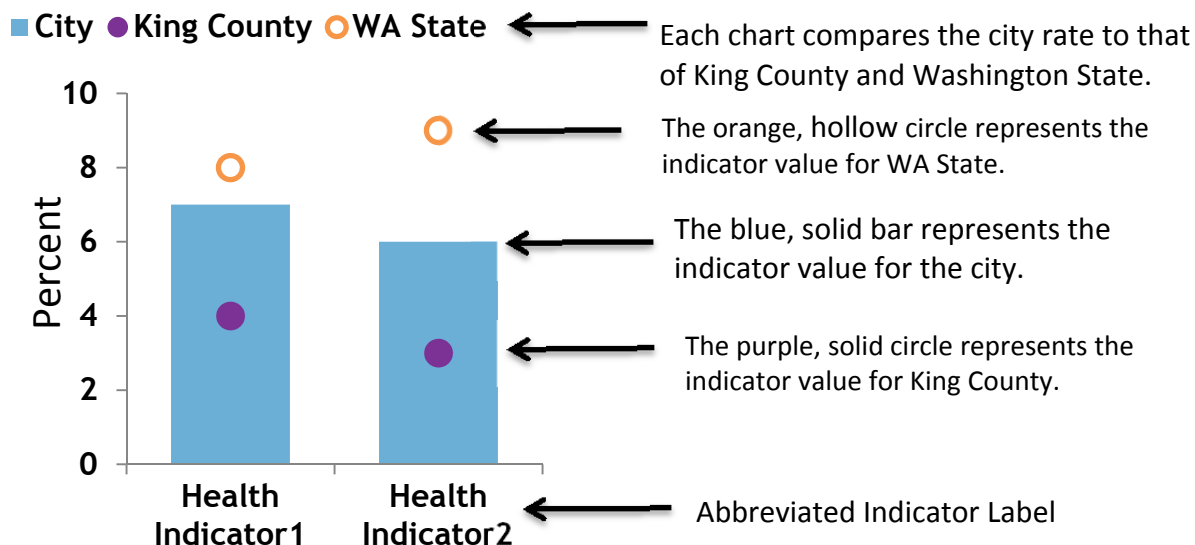 City King County WA State
Each chart compares the city rate to that
of King County and Washington State.
10
The orange, hollow circle represents the
indicator value for WA State.
8
Percent
The blue, solid bar represents the
indicator value for the city.
6
4
The purple, solid circle represents the
indicator value for King County.
2
0
Health
Indicator1
Health
Indicator2
Abbreviated Indicator Label